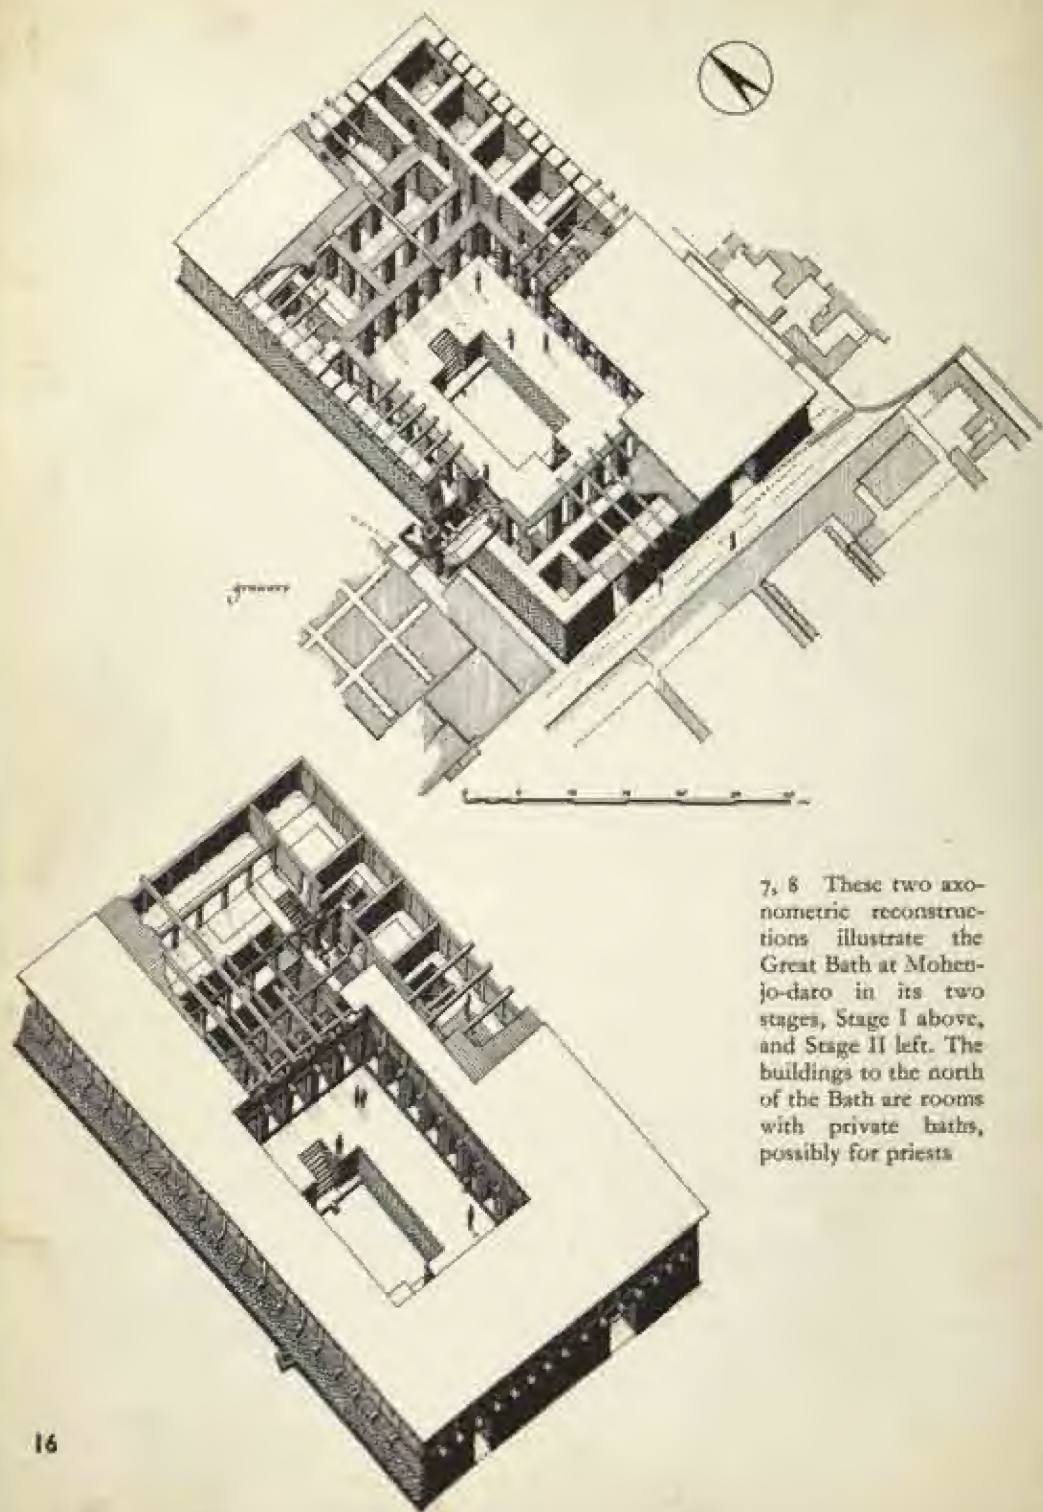 granary
7, 8 These two axo-
nometric reconstruc-
tions illustrate the
Great Bath at Mohen-
jo-daro in its two
stages, Stage I above,
and Stage II left. The
buildings to the north
of the Bath are rooms
with private baths,
possibly for priests
16